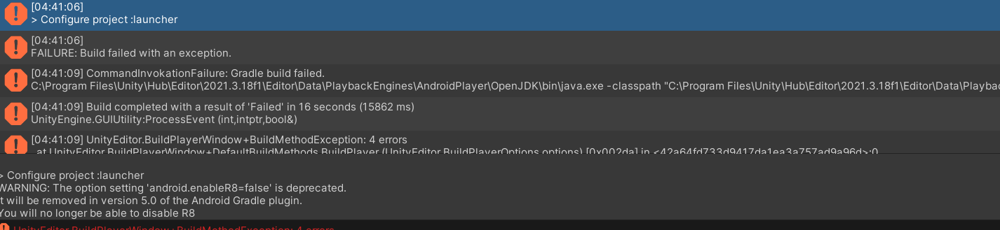 [04:41:06]
> Configure project :launcher
[04:41:06]
FAILURE: Build failed with an exception.
[04:41:09] CommandInvokationFailure: Gradle build failed.
C:\Program Files\Unity\Hub\Editor\2021.3.18f1\Editor\Data\PlaybackEngines\AndroidPlayer\OpenJDK\bin\java.exe -classpath "C:\Program Files\Unity\Hub\Editor\2021.3.18f1\Editor\Data\Playbac
[04:41:09] Build completed with a result of 'Failed' in 16 seconds (15862 ms)
UnityEngine.GUIUtility:ProcessEvent (int,intptr,bool&)
[04:41:09] UnityEditor.BuildPlayerWindow+BuildMethodException: 4 errors
at UnityEditor.BuildPlayerWindow+DefaultBuildMethods.BuildPlayer (UnityEditor.BuildPlayerOptions options) [0x002da] in <42a64fd733d9417da1ea3a757ad9a96d>:0
> Configure project :launcher
WARNING: The option setting 'android.enableR8=false' is deprecated.
It will be removed in version 5.0 of the Android Gradle plugin.
You will no longer be able to disable R8
UnityEditor.BuildPlayerWindow+BuildMethodException: 4 errors